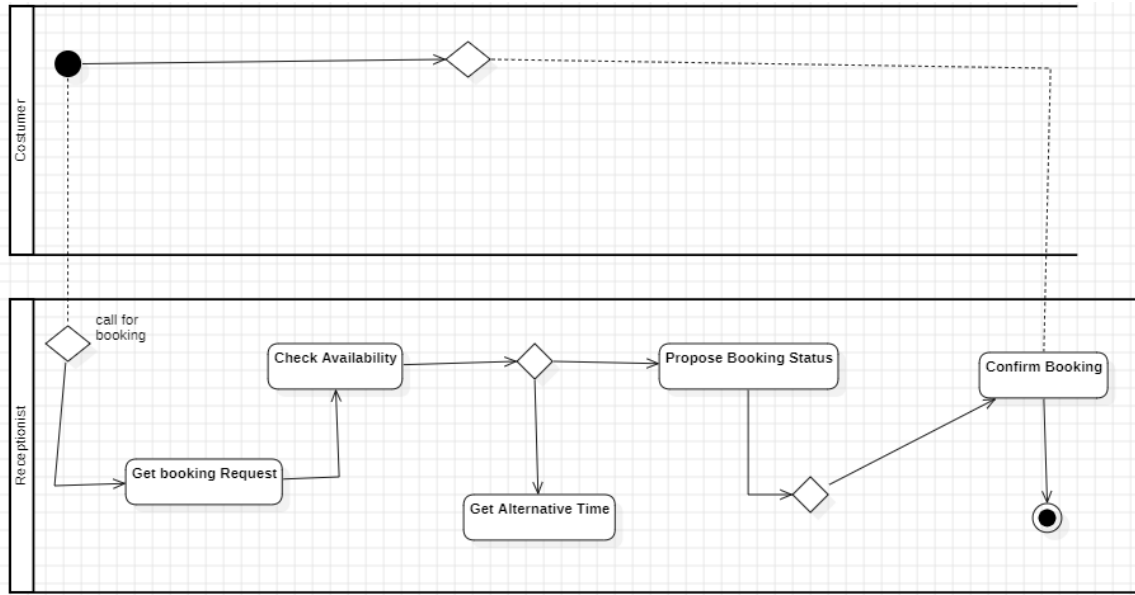 Costumer
call for
booking
Receptionist
Check Availability
Propose Booking Status
Confirm Booking
Get booking Request
Get Alternative Time